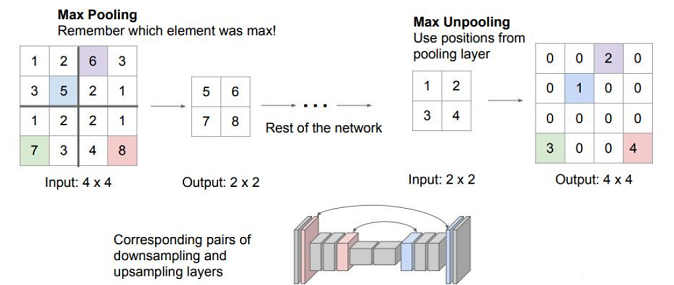 Max Pooling
Remember which element was max!
1 2 6 3
3 5 2 1
1 2 2 1
7 3 4 8
Input: 4 x 4
5 6
7 8
Output: 2 x 2
...
Rest of the network
Max Unpooling
Use positions from
pooling layer
1 2
3 4
Input: 2 x 2
0 0 2 0
0 1 0 0
0 0 0 0
3 0 0 4
Output: 4 x 4
Corresponding pairs of
downsampling and
upsampling layers